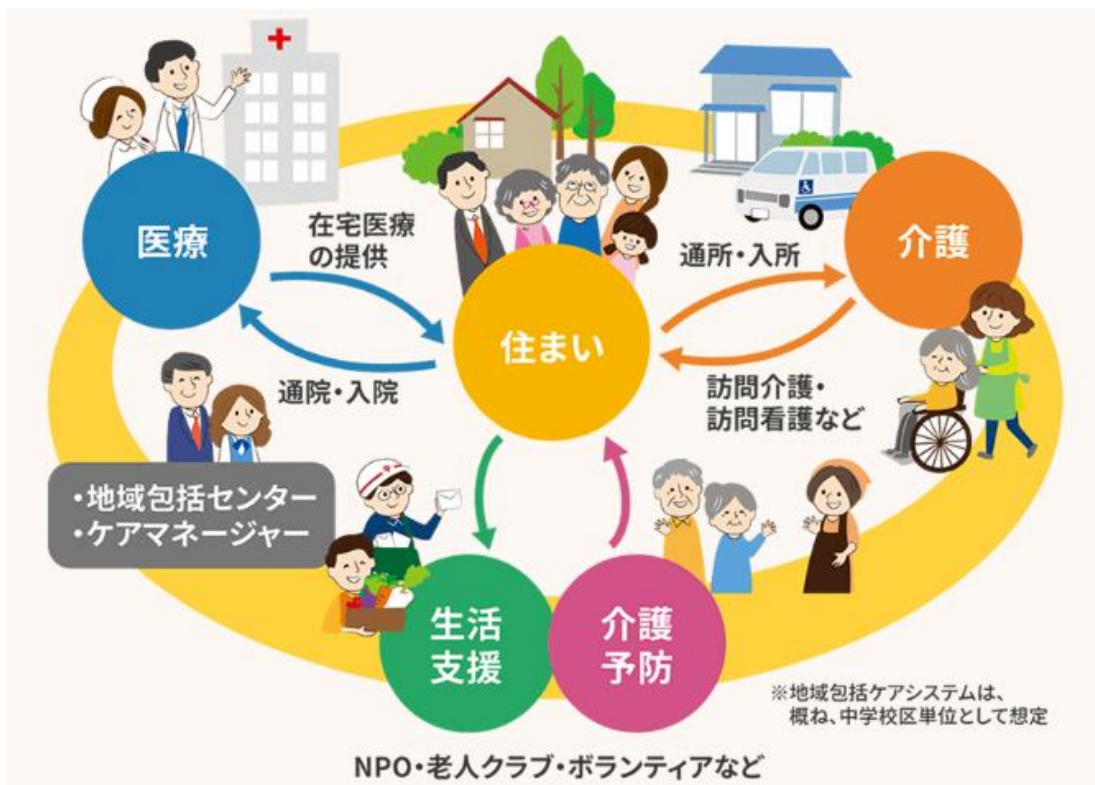 医療
在宅医療
の提供
通院・入院
住まい
通所・入所
介護
訪問介護・
訪問看護など
・地域包括センター
・ケアマネージャー
生活
支援
介護
予防
※地域包括ケアシステムは、
概ね、中学校区単位として想定
NPO・老人クラブ・ボランティアなど